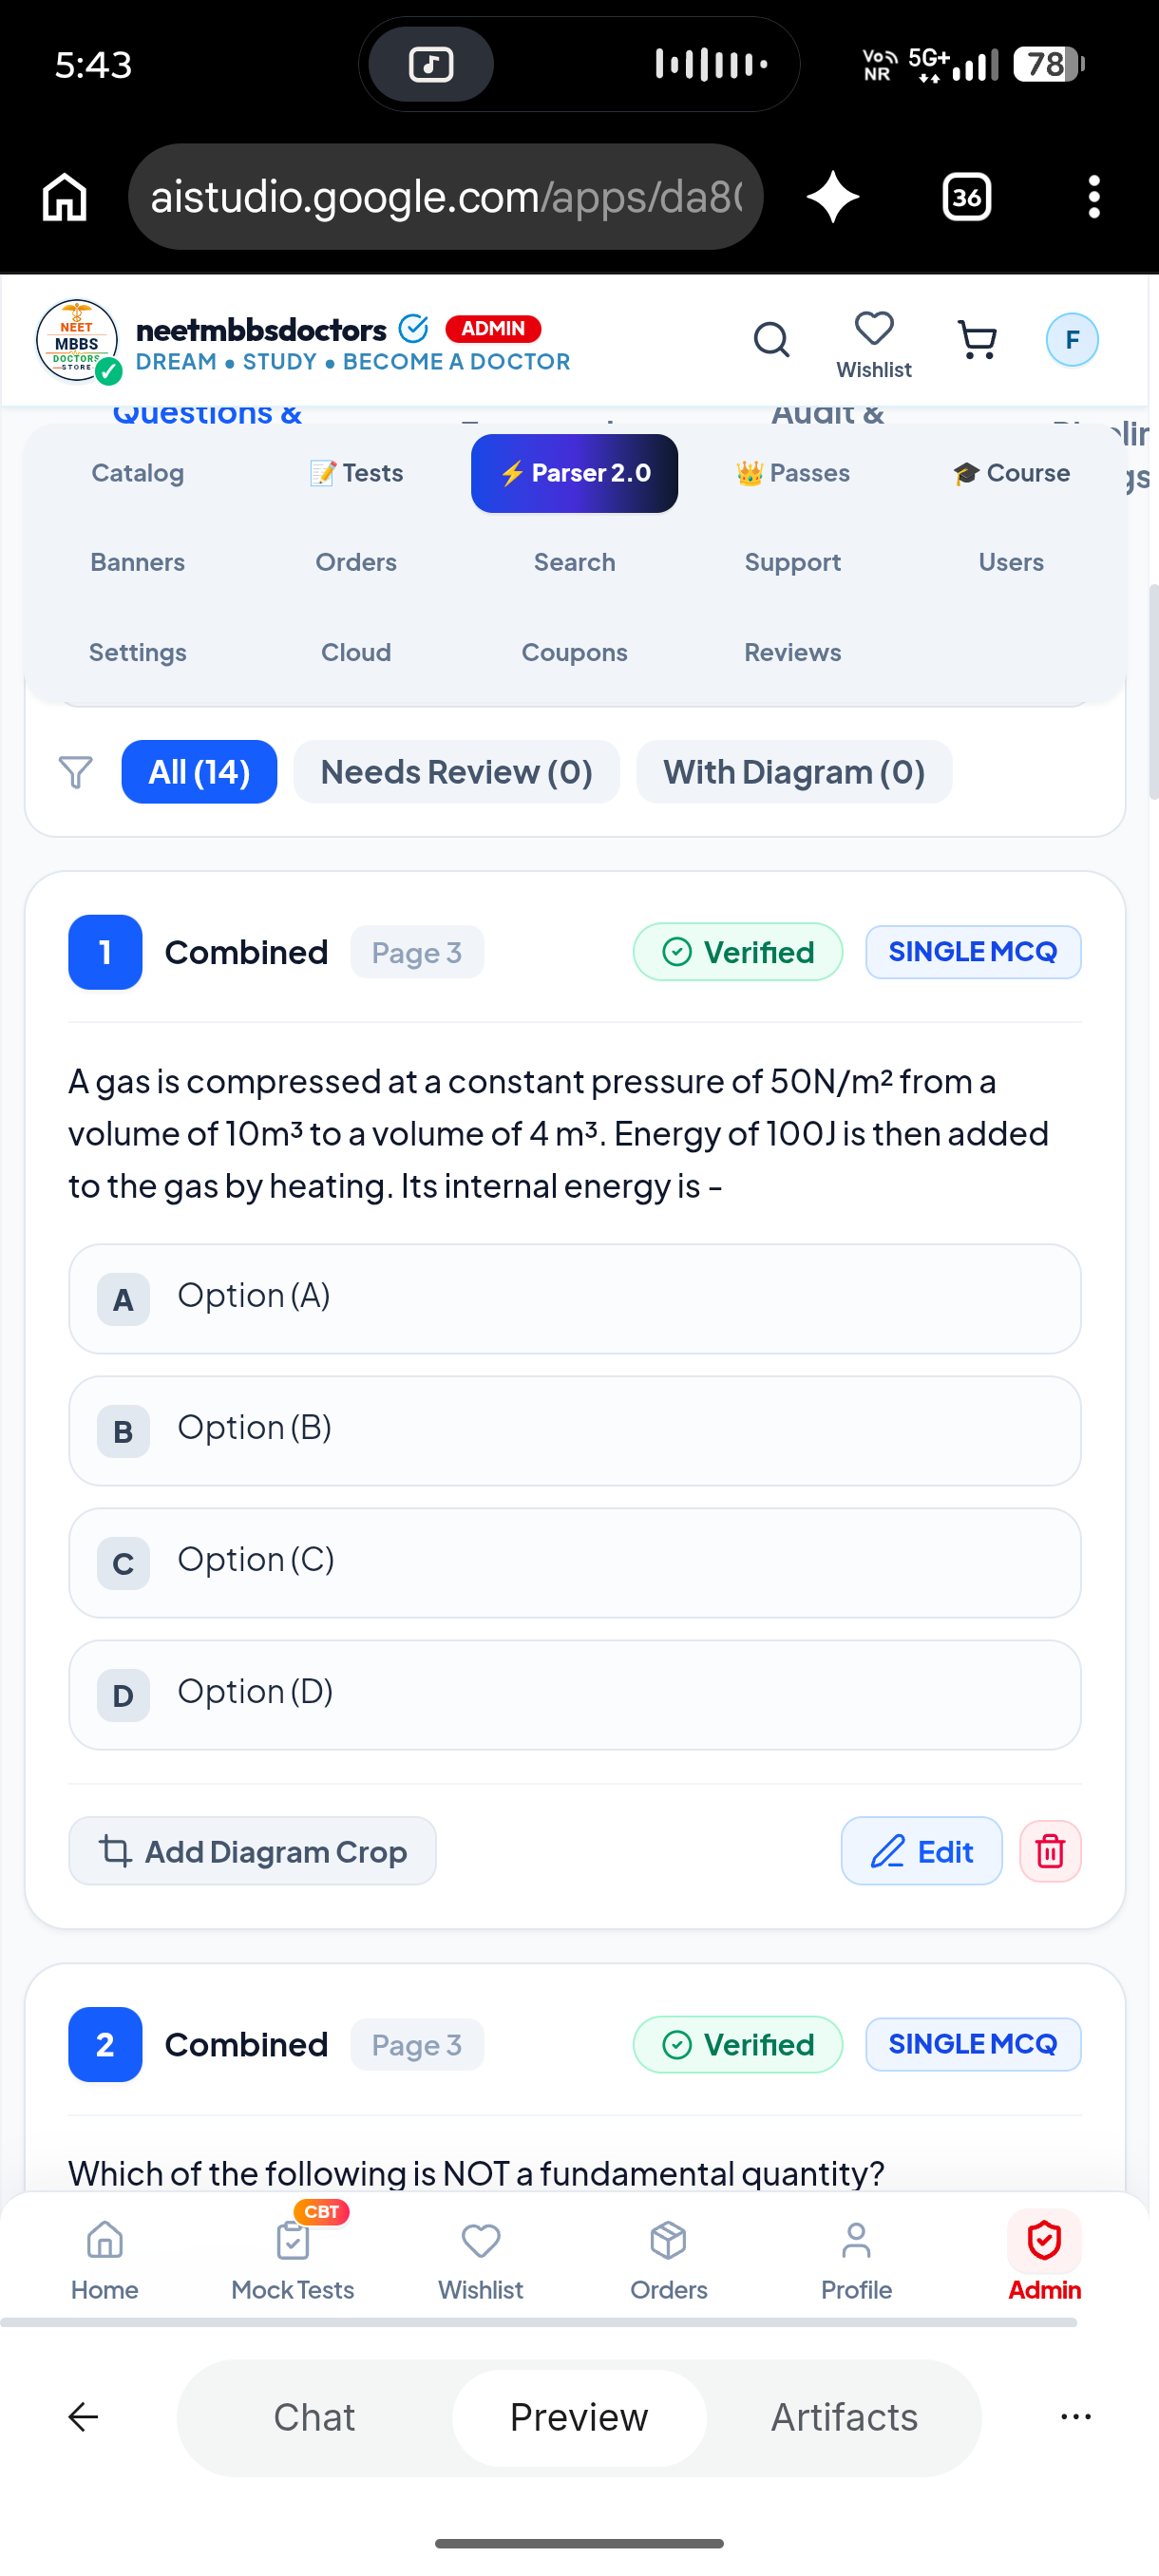 5:43
Vo NR 5G+ 78
aistudio.google.com/apps/da8
36
NEET
MBBS
DOCTORS
STORE
neetmbbsdoctors ADMIN
DREAM • STUDY • BECOME A DOCTOR
Wishlist
F
Questions &
Audit &
Catalog 📝 Tests ⚡ Parser 2.0 👑 Passes 🎓 Course
Banners Orders Search Support Users
Settings Cloud Coupons Reviews
All (14) Needs Review (0) With Diagram (0)
1 Combined Page 3 Verified SINGLE MCQ
A gas is compressed at a constant pressure of 50N/m² from a
volume of 10m³ to a volume of 4 m³. Energy of 100J is then added
to the gas by heating. Its internal energy is -
A Option (A)
B Option (B)
C Option (C)
D Option (D)
Add Diagram Crop Edit
2 Combined Page 3 Verified SINGLE MCQ
Which of the following is NOT a fundamental quantity?
CBT
Home Mock Tests Wishlist Orders Profile Admin
Chat Preview Artifacts